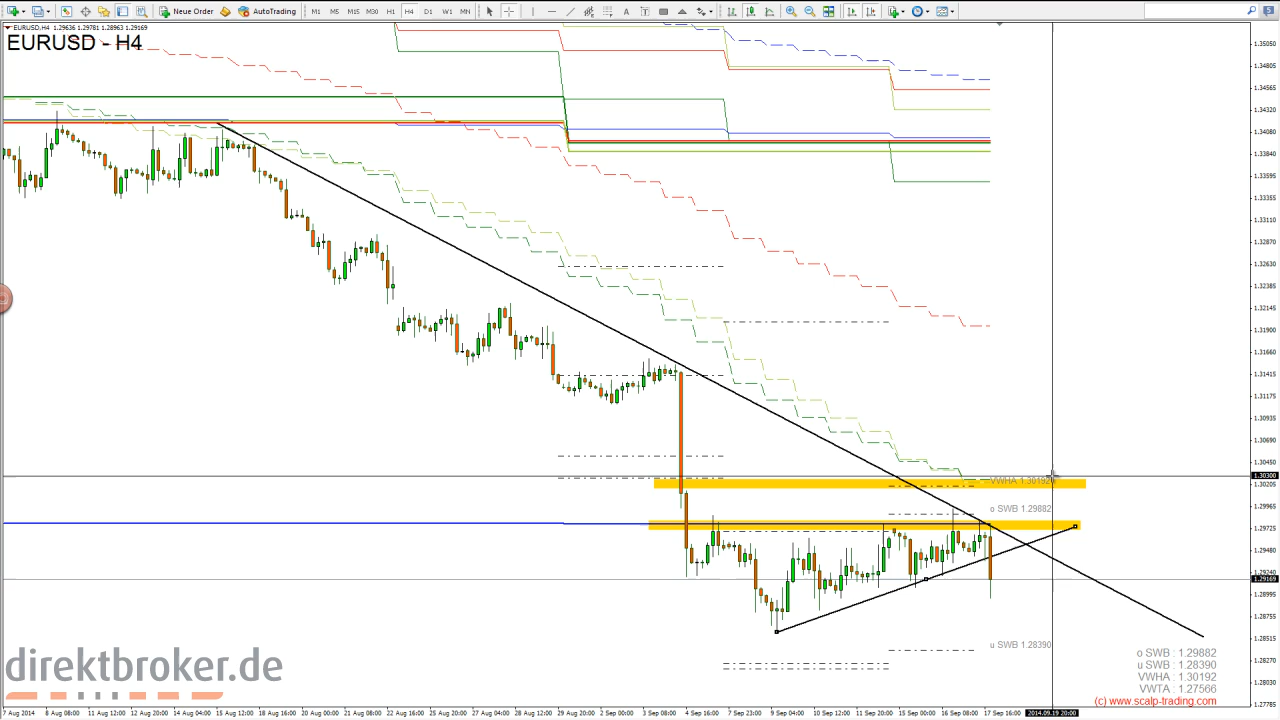 New Order
AutoTrading
M1 M5 M15 M30 H1 H4 D1 W1 MN
EURUSD,H4 1.29636 1.29781 1.28963 1.29169
EURUSD - H4
1.35050
1.34805
1.34565
1.34320
1.34080
1.33840
1.33595
1.33355
1.33110
1.32870
1.32630
1.32385
1.32145
1.31900
1.31660
1.31415
1.31175
1.30935
1.30690
1.30450
1.30300
1.30205
1.29965
1.29725
1.29480
1.29240
1.29169
1.28995
1.28755
1.28515
1.28270
1.28030
1.27785
VWHA 1.30192
o SWB 1.29882
u SWB 1.28390
o SWB : 1.29882
u SWB : 1.28390
VWHA : 1.30192
VWTA : 1.27566
(c) www.scalp-trading.com
direktbroker.de
7 Aug 2014 8 Aug 08:00 11 Aug 12:00 12 Aug 20:00 14 Aug 04:00 15 Aug 12:00 18 Aug 16:00 20 Aug 00:00 21 Aug 08:00 22 Aug 16:00 25 Aug 20:00 27 Aug 04:00 28 Aug 12:00 29 Aug 20:00 2 Sep 00:00 3 Sep 08:00 4 Sep 16:00 7 Sep 23:00 9 Sep 04:00 10 Sep 12:00 11 Sep 20:00 15 Sep 00:00 16 Sep 08:00 17 Sep 16:00 2014.09.19 20:00